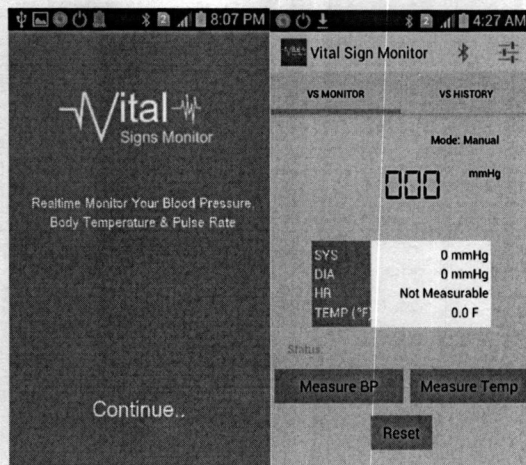 8:07 PM
Vital
Signs Monitor
Realtime Monitor Your Blood Pressure,
Body Temperature & Pulse Rate
Continue..
2 4:27 AM
Vital Sign Monitor
VS MONITOR VS HISTORY
Mode: Manual
000 mmHg
SYS 0 mmHg
DIA 0 mmHg
HR Not Measurable
TEMP (°F) 0.0 F
Status
Measure BP Measure Temp
Reset